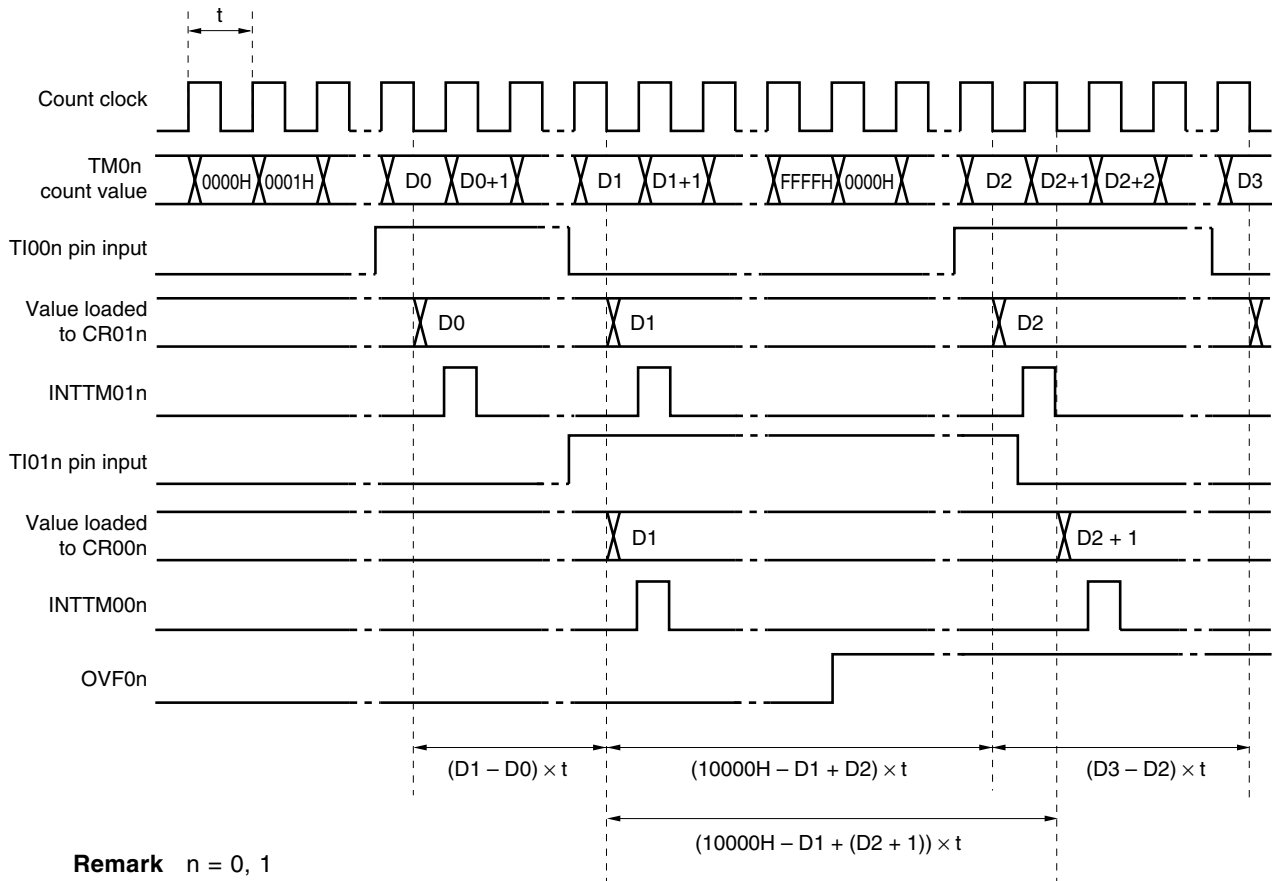 t
Count clock
TM0n
count value
0000H 0001H D0 D0+1 D1 D1+1 FFFFH 0000H D2 D2+1 D2+2 D3
TI00n pin input
Value loaded
to CR01n
D0 D1 D2
INTTM01n
TI01n pin input
Value loaded
to CR00n
D1 D2 + 1
INTTM00n
OVF0n
(D1 – D0) × t (10000H – D1 + D2) × t (D3 – D2) × t
(10000H – D1 + (D2 + 1)) × t
Remark n = 0, 1